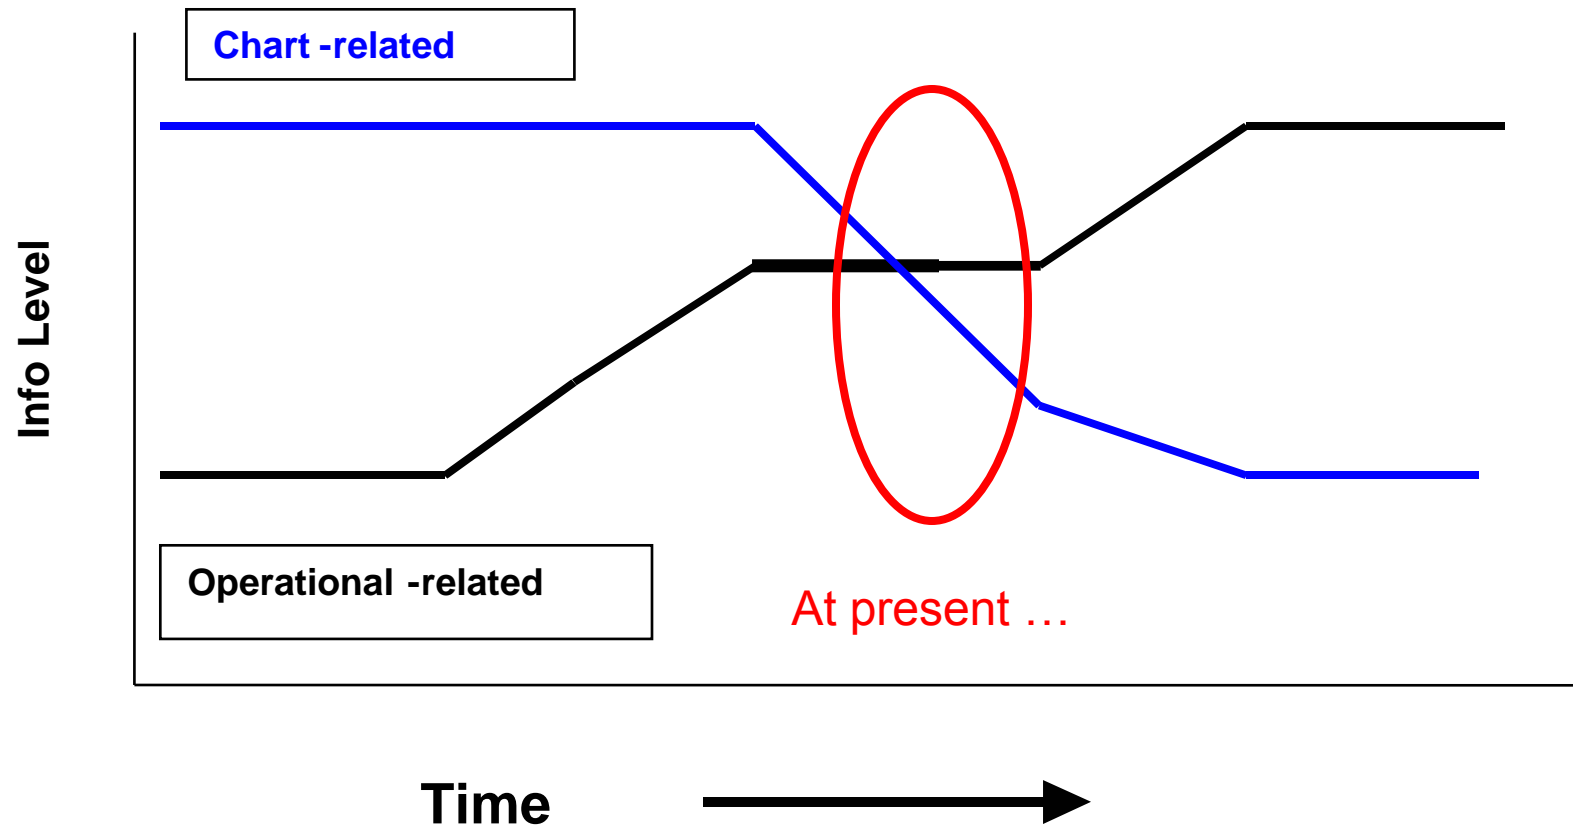 Chart -related
Info Level
Operational -related
At present …
Time